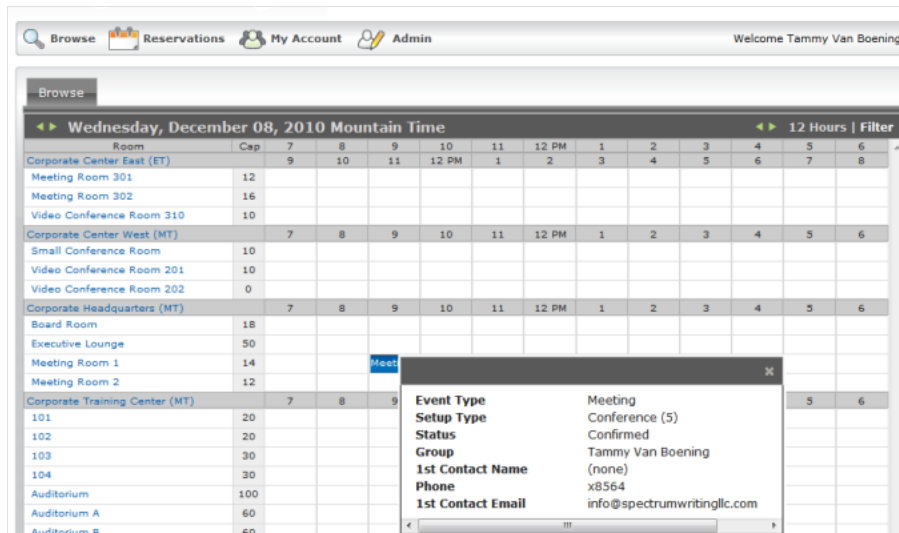 Browse Reservations My Account Admin Welcome Tammy Van Boening
Browse
Wednesday, December 08, 2010 Mountain Time 12 Hours | Filter
Room Cap 7 8 9 10 11 12 PM 1 2 3 4 5 6
Corporate Center East (ET) 9 10 11 12 PM 1 2 3 4 5 6 7 8
Meeting Room 301 12
Meeting Room 302 16
Video Conference Room 310 10
Corporate Center West (MT) 7 8 9 10 11 12 PM 1 2 3 4 5 6
Small Conference Room 10
Video Conference Room 201 10
Video Conference Room 202 0
Corporate Headquarters (MT) 7 8 9 10 11 12 PM 1 2 3 4 5 6
Board Room 18
Executive Lounge 50
Meeting Room 1 14 Meeti
Meeting Room 2 12
Corporate Training Center (MT) 7 8 9 5 6
101 20
102 20
103 30
104 30
Auditorium 100
Auditorium A 60
Auditorium B 60
Event Type Meeting
Setup Type Conference (5)
Status Confirmed
Group Tammy Van Boening
1st Contact Name (none)
Phone x8564
1st Contact Email info@spectrumwritingllc.com